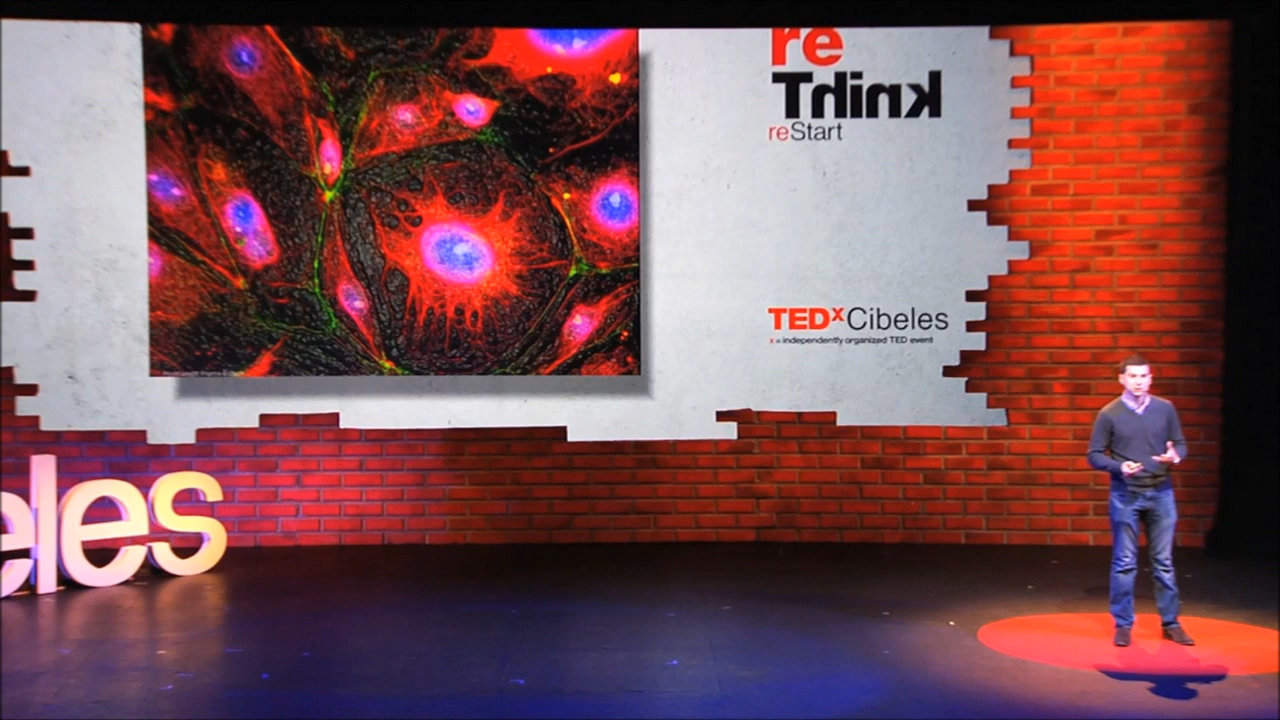 re
Think
reStart
TEDxCibeles
x = independently organized TED event
eles